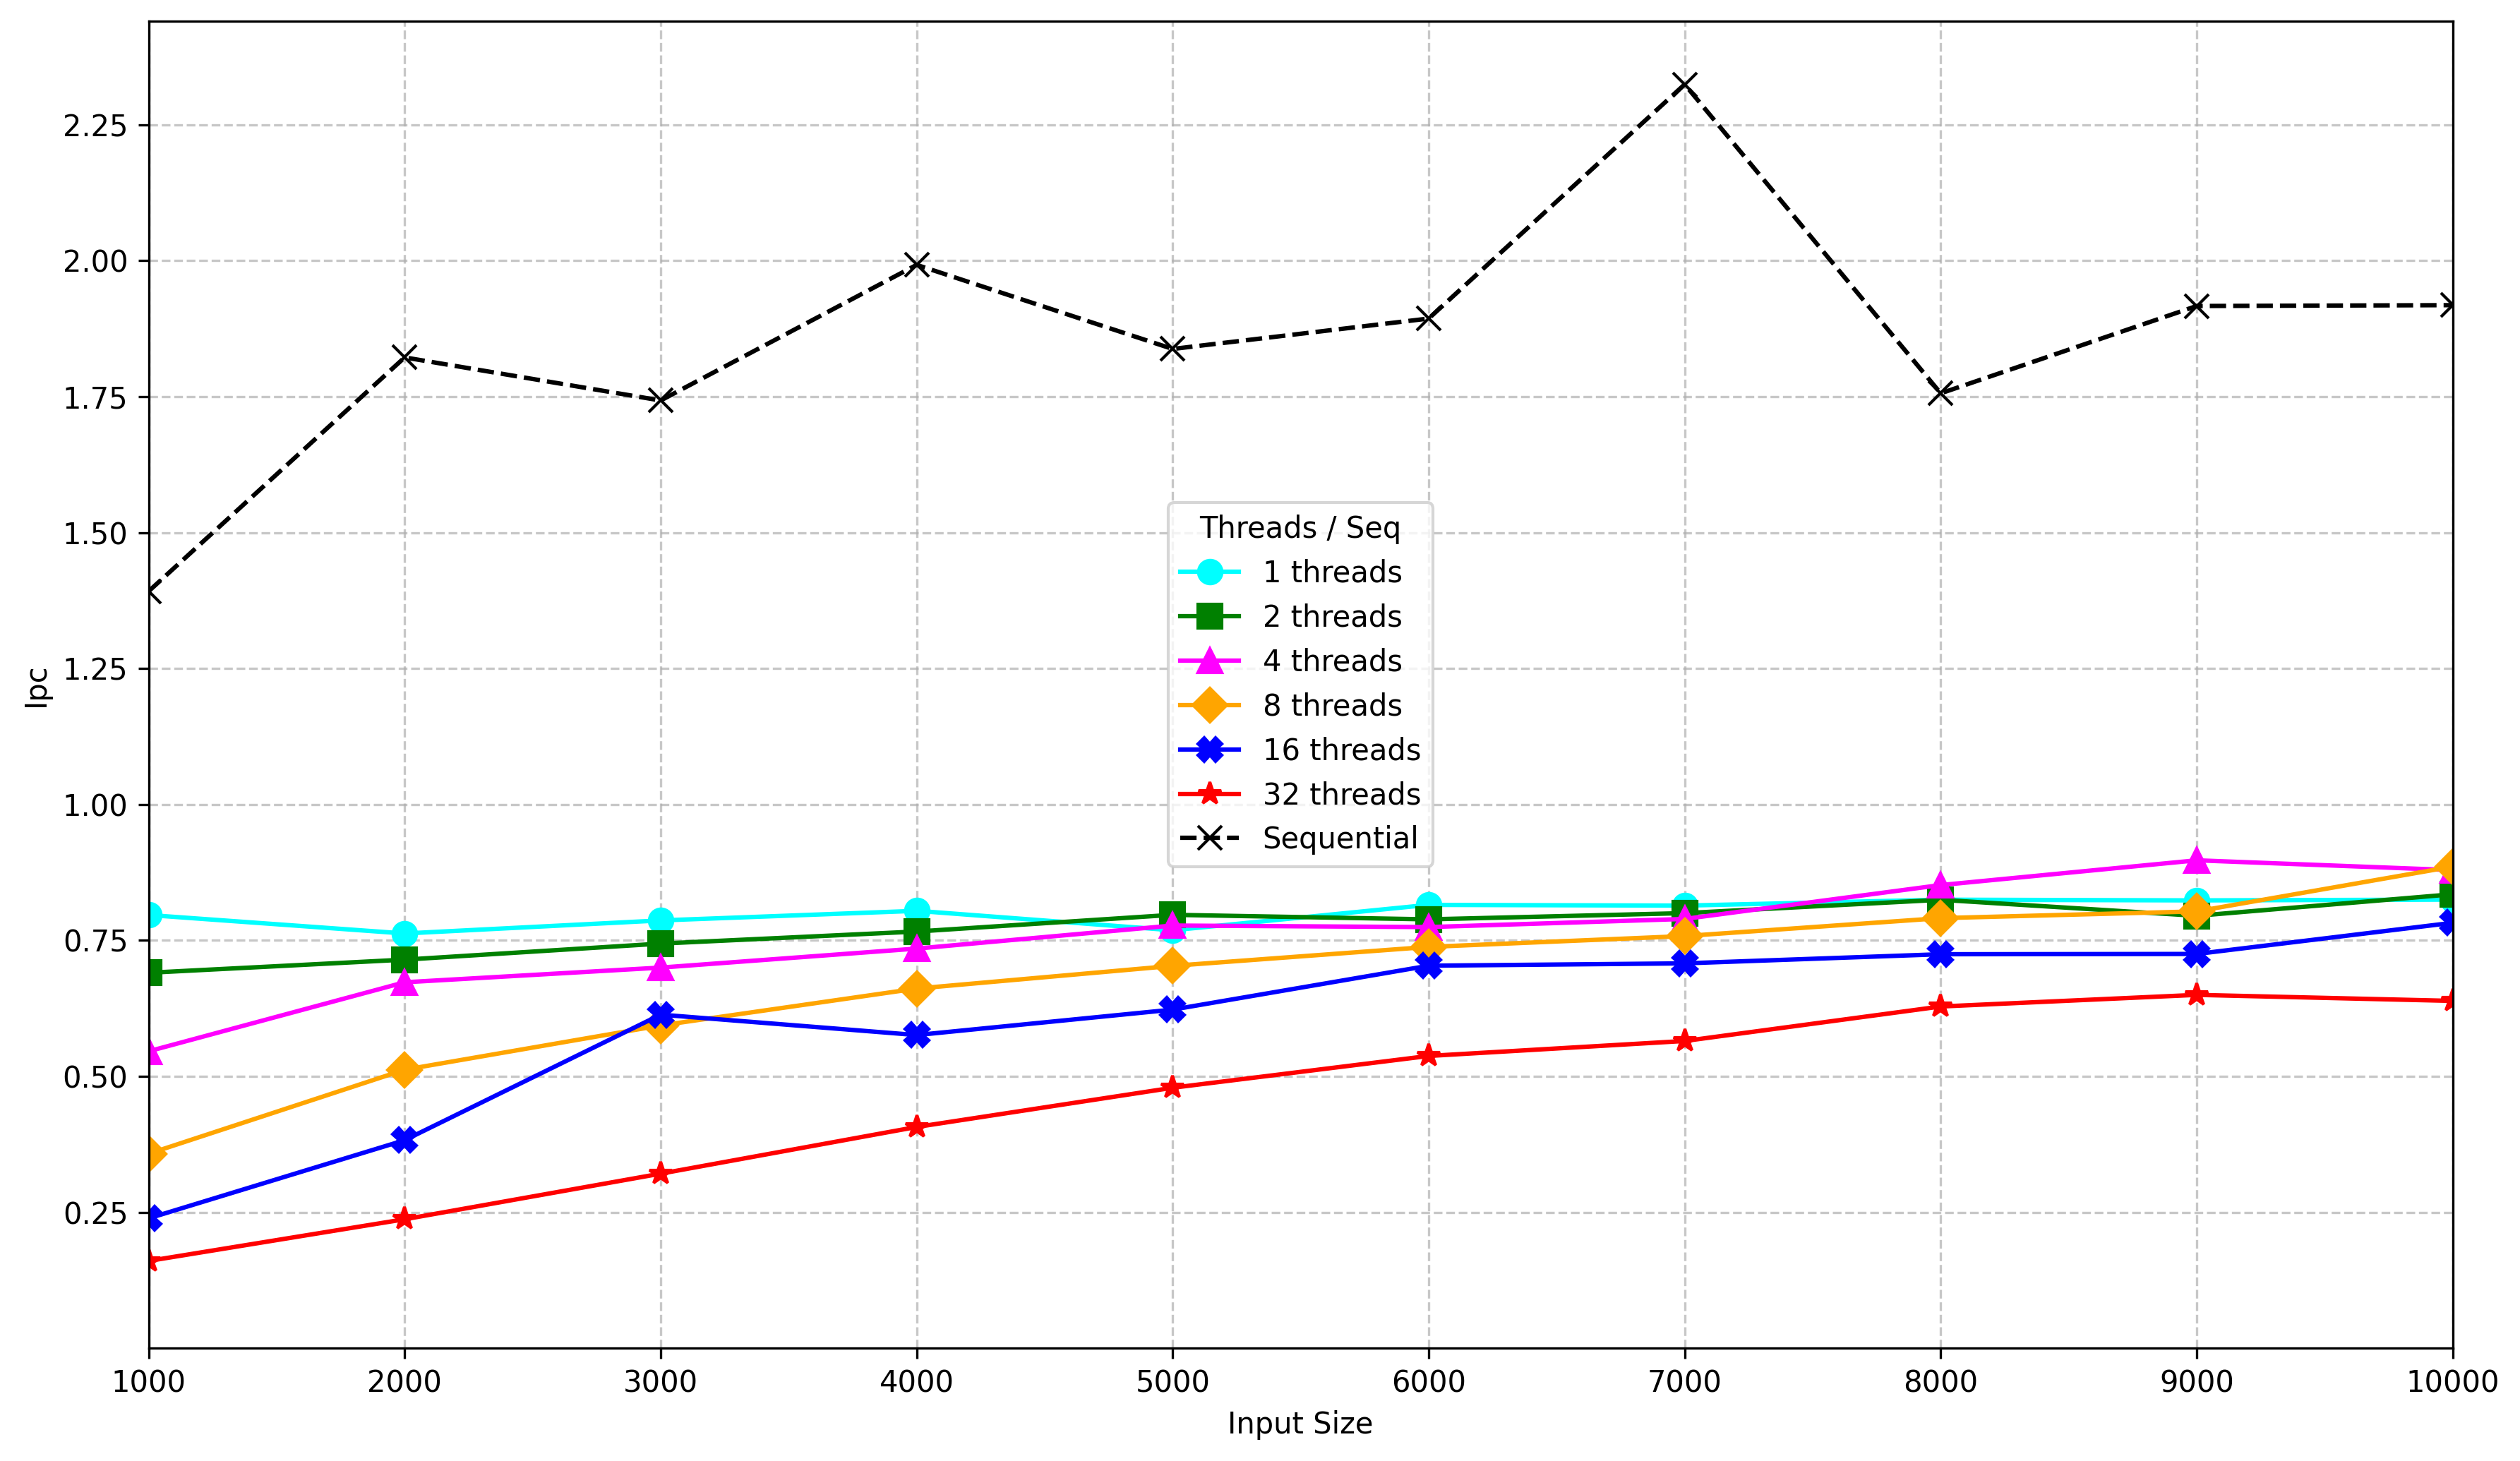 2.25
2.00
1.75
1.50
1.25
1.00
0.75
0.50
0.25
Ipc
Threads / Seq
1 threads
2 threads
4 threads
8 threads
16 threads
32 threads
Sequential
1000 2000 3000 4000 5000 6000 7000 8000 9000 10000
Input Size